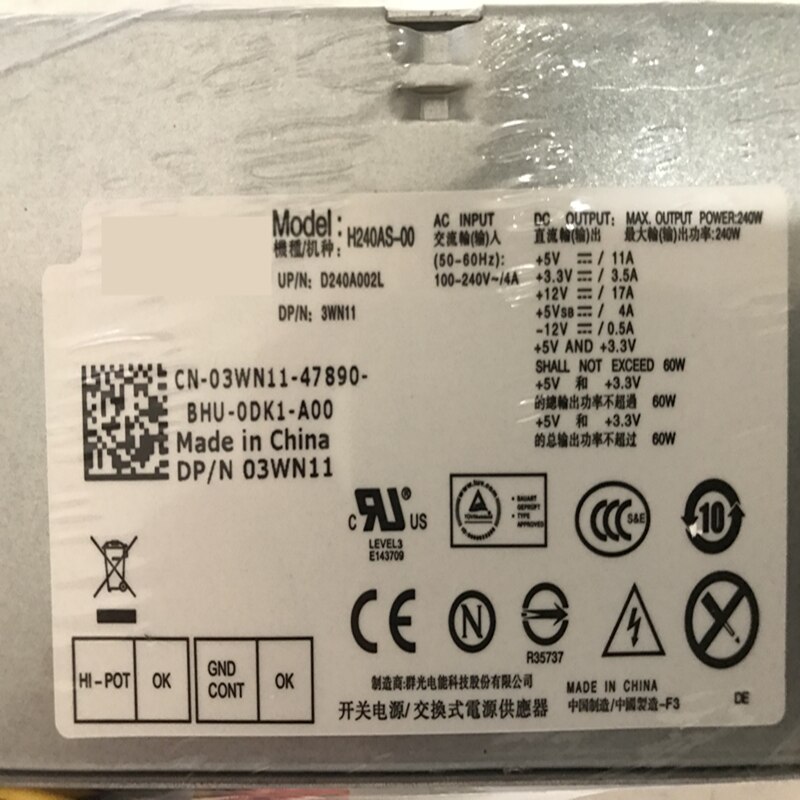 Model: H240AS-00
機種/机种:
UP/N: D240A002L
DP/N: 3WN11
AC INPUT
交流輸(输)入
(50-60Hz):
100-240V~/4A
DC OUTPUT: MAX. OUTPUT POWER:240W
直流輸(输)出 最大輸(输)出功率:240W
+5V / 11A
+3.3V / 3.5A
+12V / 17A
+5VSB / 4A
-12V / 0.5A
+5V AND +3.3V
SHALL NOT EXCEED 60W
+5V 和 +3.3V
的總輸出功率不超過 60W
+5V 和 +3.3V
的总输出功率不超过 60W
CN-03WN11-47890-
BHU-0DK1-A00
Made in China
DP/N 03WN11
c RU ® US
LEVEL3
E143709
BAUART
GEPRÜFT
TYPE
APPROVED
CCC S&E
10
CE
N
R35737
HI-POT OK
GND
CONT OK
制造商:群光电能科技股份有限公司
开关电源/交換式電源供應器
MADE IN CHINA
中国制造/中國製造-F3
DE